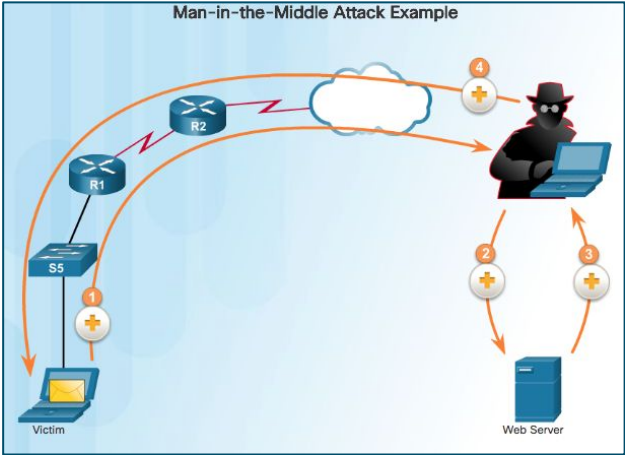 Man-in-the-Middle Attack Example
4
R2
R1
S5
1
2
3
Victim
Web Server